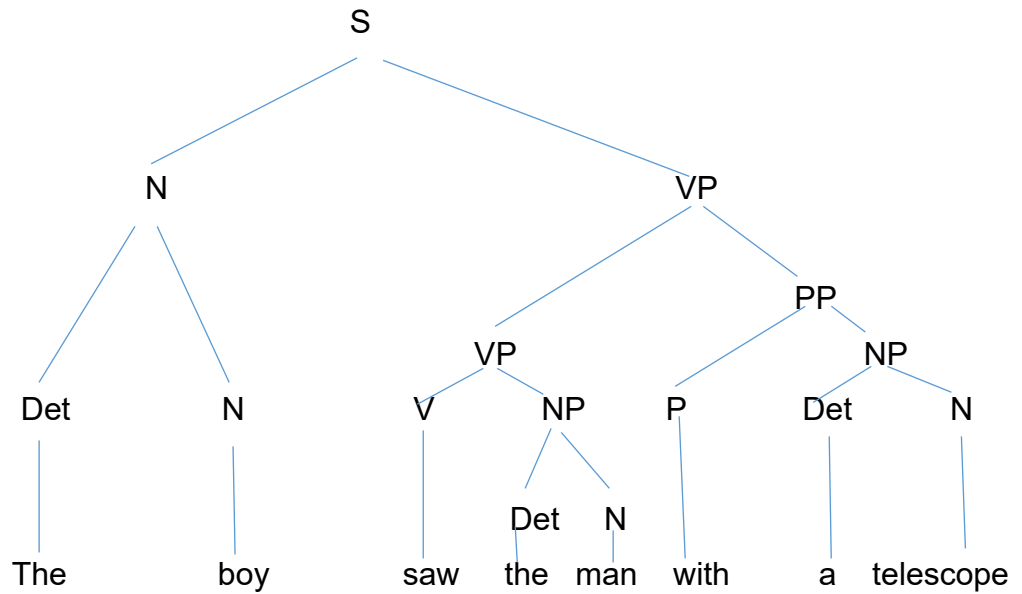 S
N VP
PP
VP NP
Det N V NP P Det N
Det N
The boy saw the man with a telescope